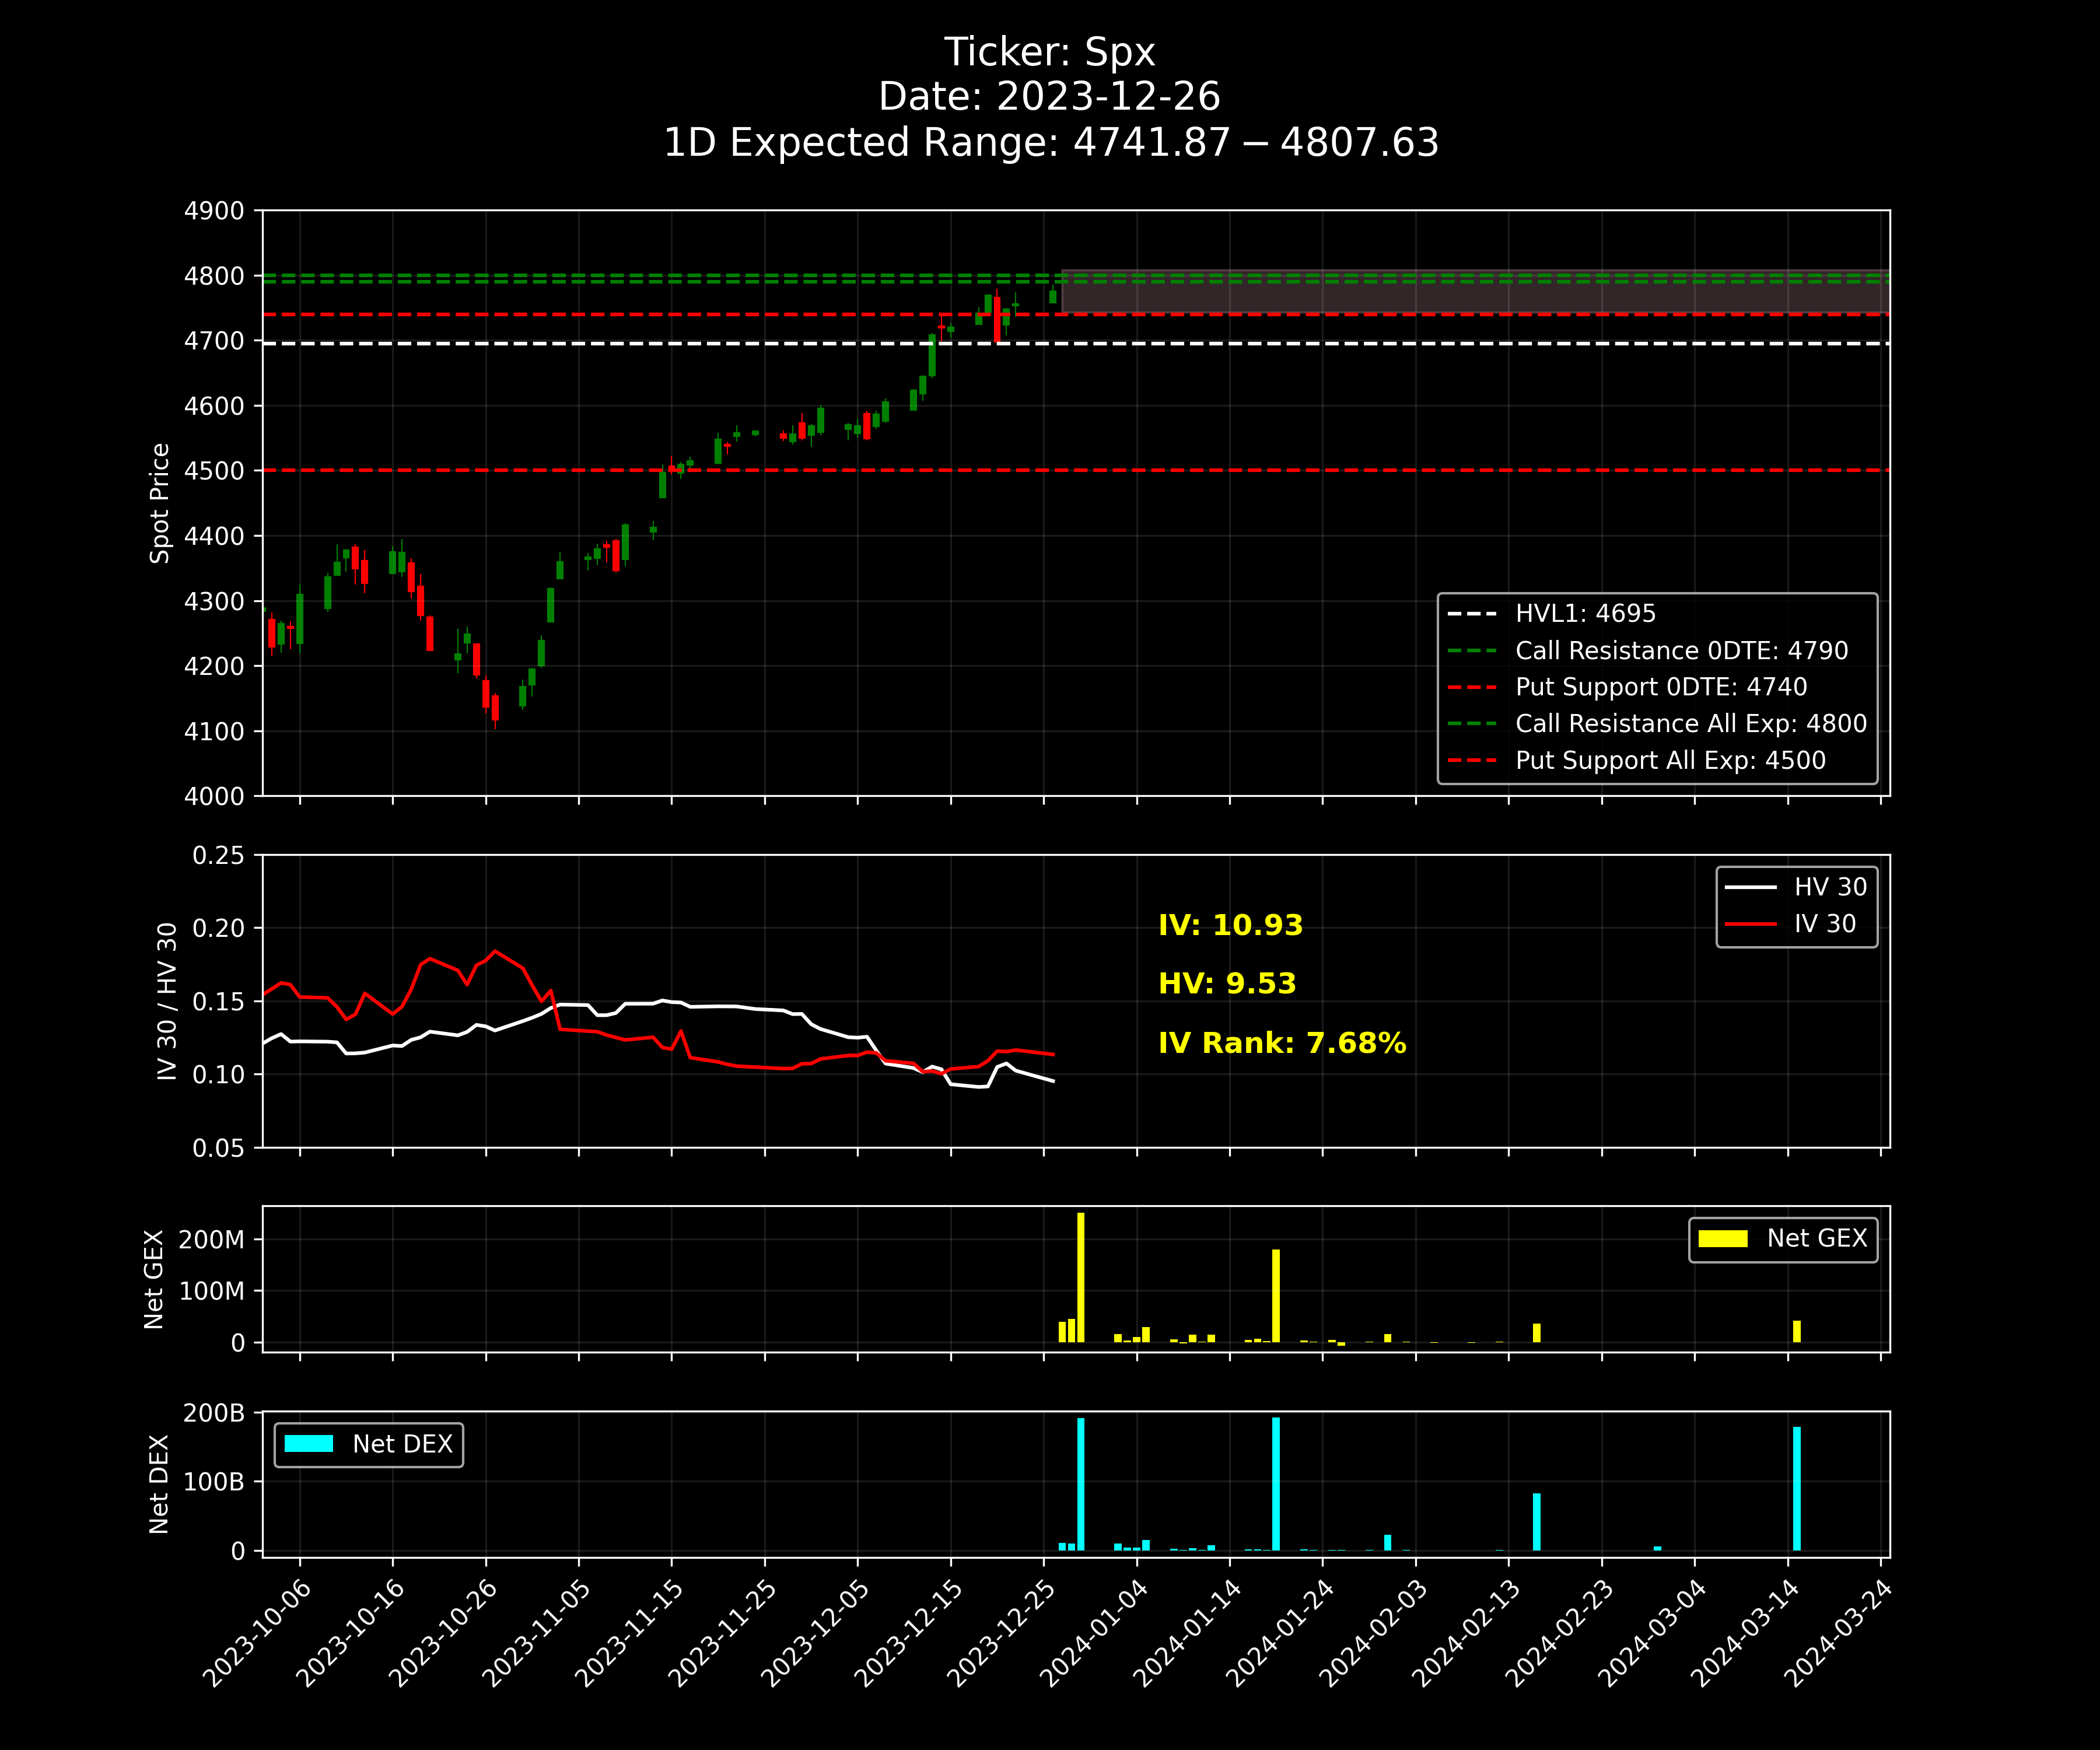 Ticker: Spx
Date: 2023-12-26
1D Expected Range: 4741.87 − 4807.63
4900
4800
4700
4600
4500
4400
4300
4200
4100
4000
Spot Price
HVL1: 4695
Call Resistance 0DTE: 4790
Put Support 0DTE: 4740
Call Resistance All Exp: 4800
Put Support All Exp: 4500
0.25
0.20
0.15
0.10
0.05
IV 30 / HV 30
IV: 10.93
HV: 9.53
IV Rank: 7.68%
HV 30
IV 30
200M
100M
0
Net GEX
Net GEX
200B
100B
0
Net DEX
Net DEX
2023-10-06
2023-10-16
2023-10-26
2023-11-05
2023-11-15
2023-11-25
2023-12-05
2023-12-15
2023-12-25
2024-01-04
2024-01-14
2024-01-24
2024-02-03
2024-02-13
2024-02-23
2024-03-04
2024-03-14
2024-03-24